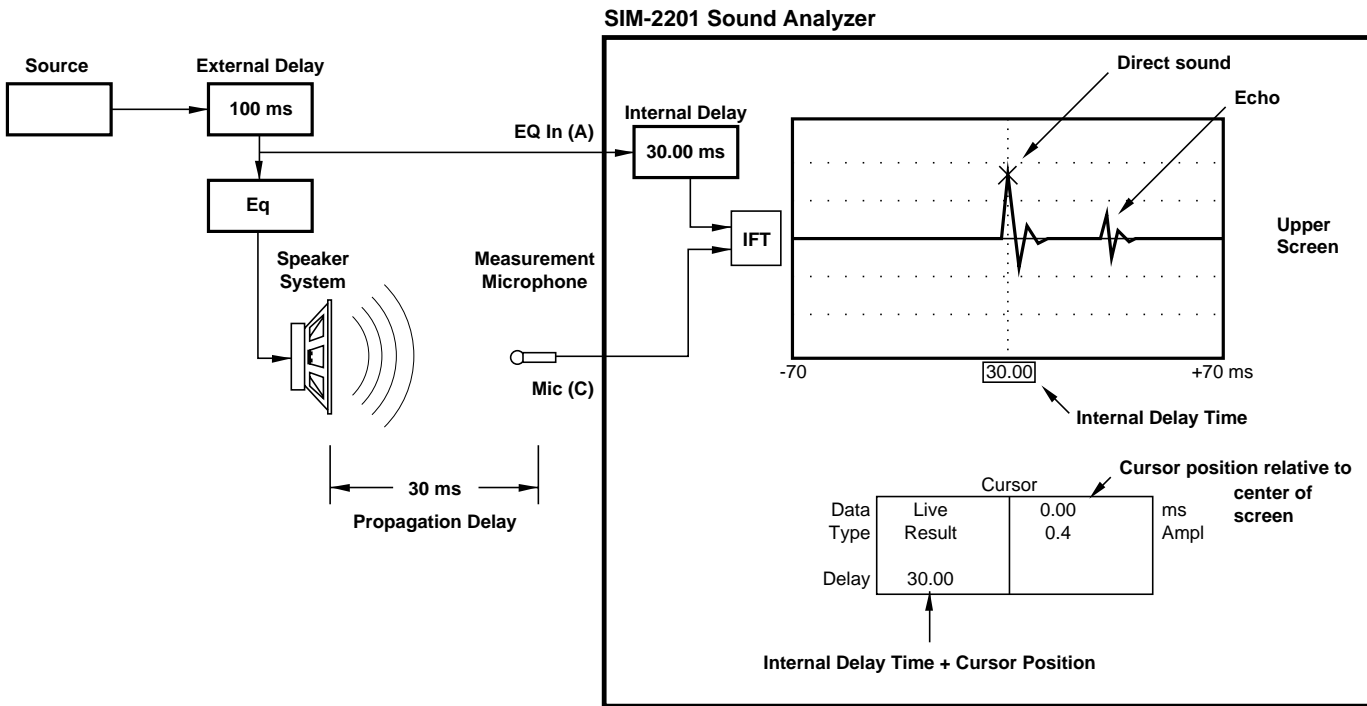 SIM-2201 Sound Analyzer
Source
External Delay
100 ms
Eq
Speaker
System
Measurement
Microphone
EQ In (A)
Mic (C)
30 ms
Propagation Delay
Internal Delay
30.00 ms
IFT
Direct sound
Echo
Upper
Screen
-70
30.00
+70 ms
Internal Delay Time
Cursor position relative to
center of
screen
Cursor
Data Live 0.00 ms
Type Result 0.4 Ampl
Delay 30.00
Internal Delay Time + Cursor Position